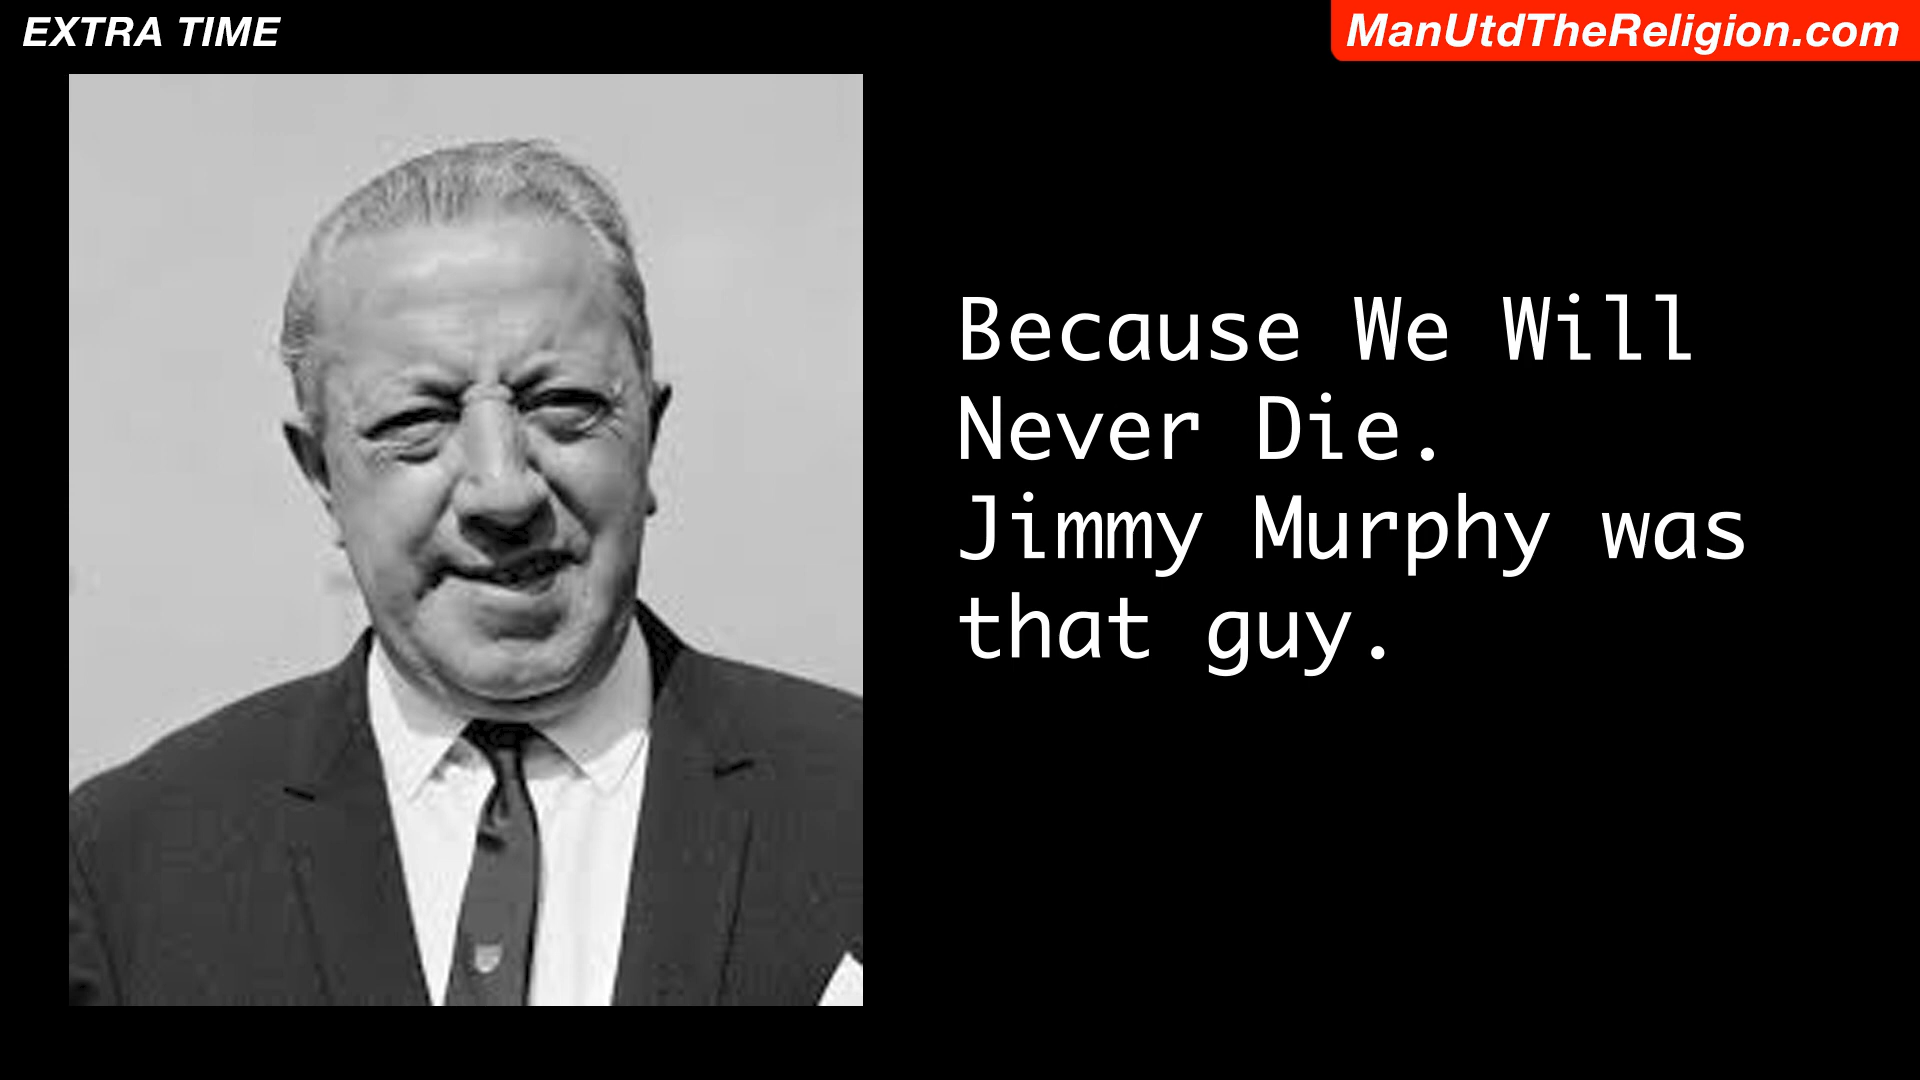 EXTRA TIME
ManUtdTheReligion.com
Because We Will
Never Die.
Jimmy Murphy was
that guy.